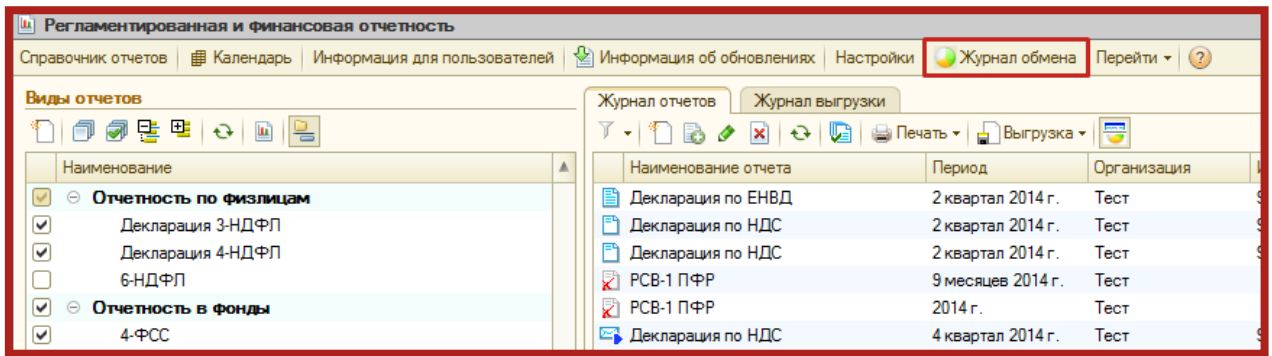 Регламентированная и финансовая отчетность
Справочник отчетов Календарь Информация для пользователей Информация об обновлениях Настройки Журнал обмена Перейти ?
Виды отчетов
Журнал отчетов Журнал выгрузки
Печать Выгрузка
Наименование
Наименование отчета Период Организация
Отчетность по физлицам
Декларация по ЕНВД 2 квартал 2014 г. Тест
Декларация 3-НДФЛ
Декларация по НДС 2 квартал 2014 г. Тест
Декларация 4-НДФЛ
Декларация по НДС 2 квартал 2014 г. Тест
6-НДФЛ
РСВ-1 ПФР 9 месяцев 2014 г. Тест
Отчетность в фонды
РСВ-1 ПФР 2014 г. Тест
4-ФСС
Декларация по НДС 4 квартал 2014 г. Тест